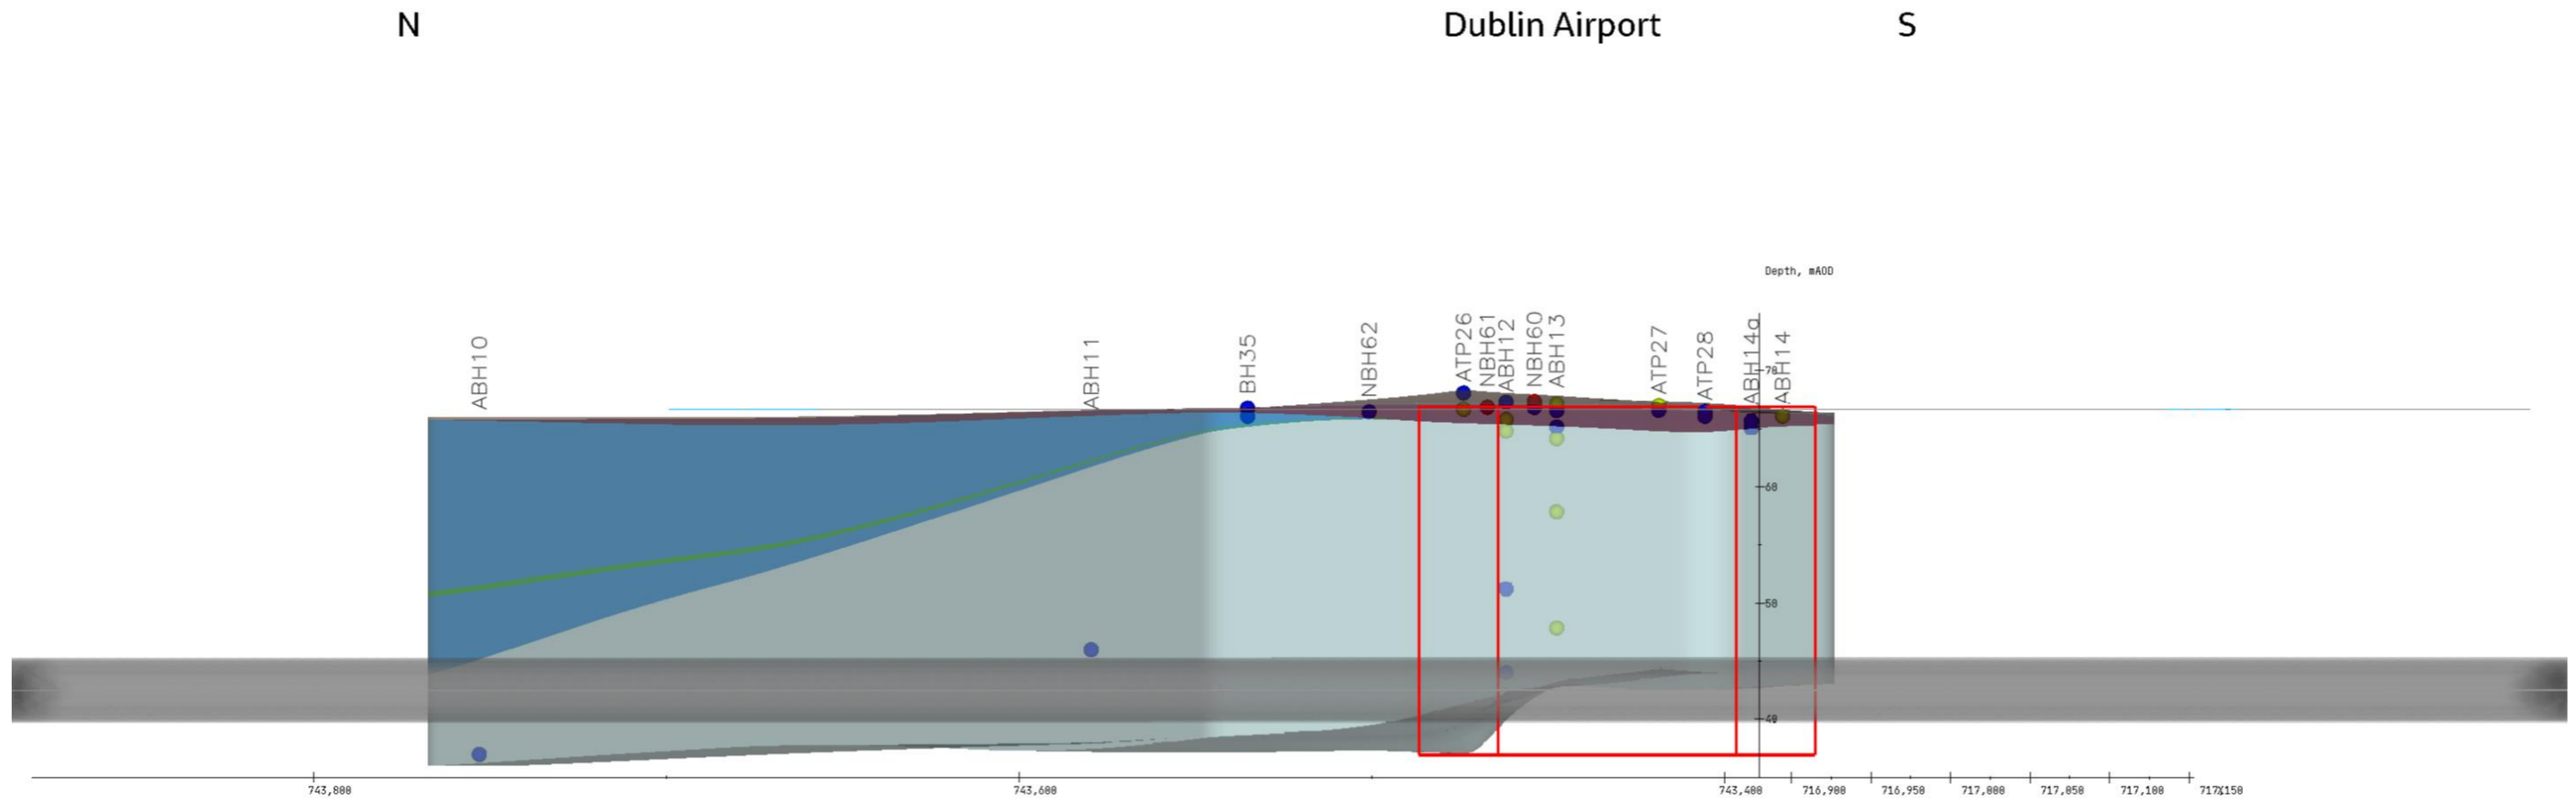 N Dublin Airport S
Depth, mAOD
ABH10
ABH11
BH35
NBH62
ATP26
NBH61
ABH12
NBH60
ABH13
ATP27
ATP28
ABH14a
ABH14
70
60
50
40
743,800 743,600 743,400 716,900 716,950 717,000 717,050 717,100